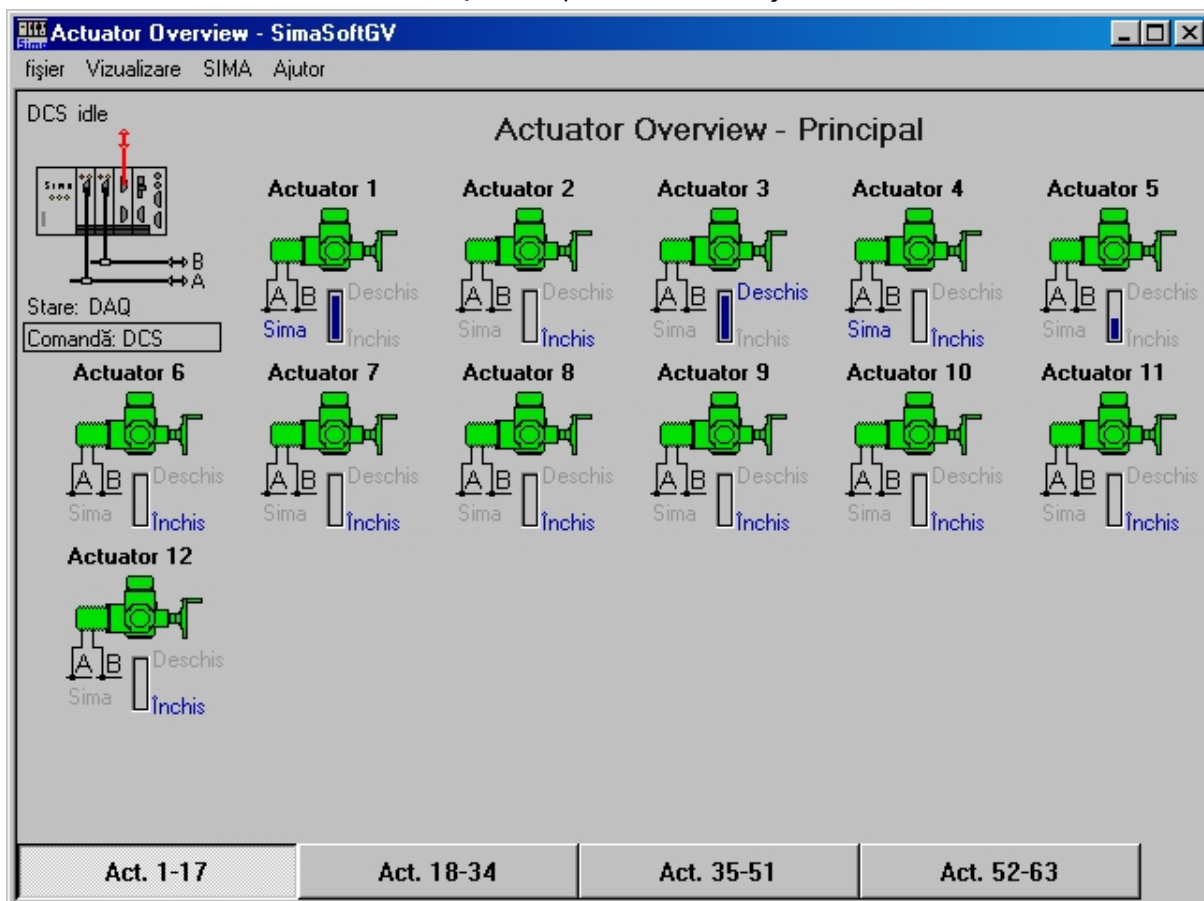 Actuator Overview - SimaSoftGV
fişier Vizualizare SIMA Ajutor
DCS idle
Actuator Overview - Principal
Actuator 1 Actuator 2 Actuator 3 Actuator 4 Actuator 5
B
A
A B Deschis A B Deschis A B Deschis A B Deschis A B Deschis
Stare: DAQ
Sima Închis Sima Închis Sima Închis Sima Închis Sima Închis
Comandă: DCS
Actuator 6 Actuator 7 Actuator 8 Actuator 9 Actuator 10 Actuator 11
A B Deschis A B Deschis A B Deschis A B Deschis A B Deschis A B Deschis
Sima Închis Sima Închis Sima Închis Sima Închis Sima Închis Sima Închis
Actuator 12
A B Deschis
Sima Închis
Act. 1-17 Act. 18-34 Act. 35-51 Act. 52-63